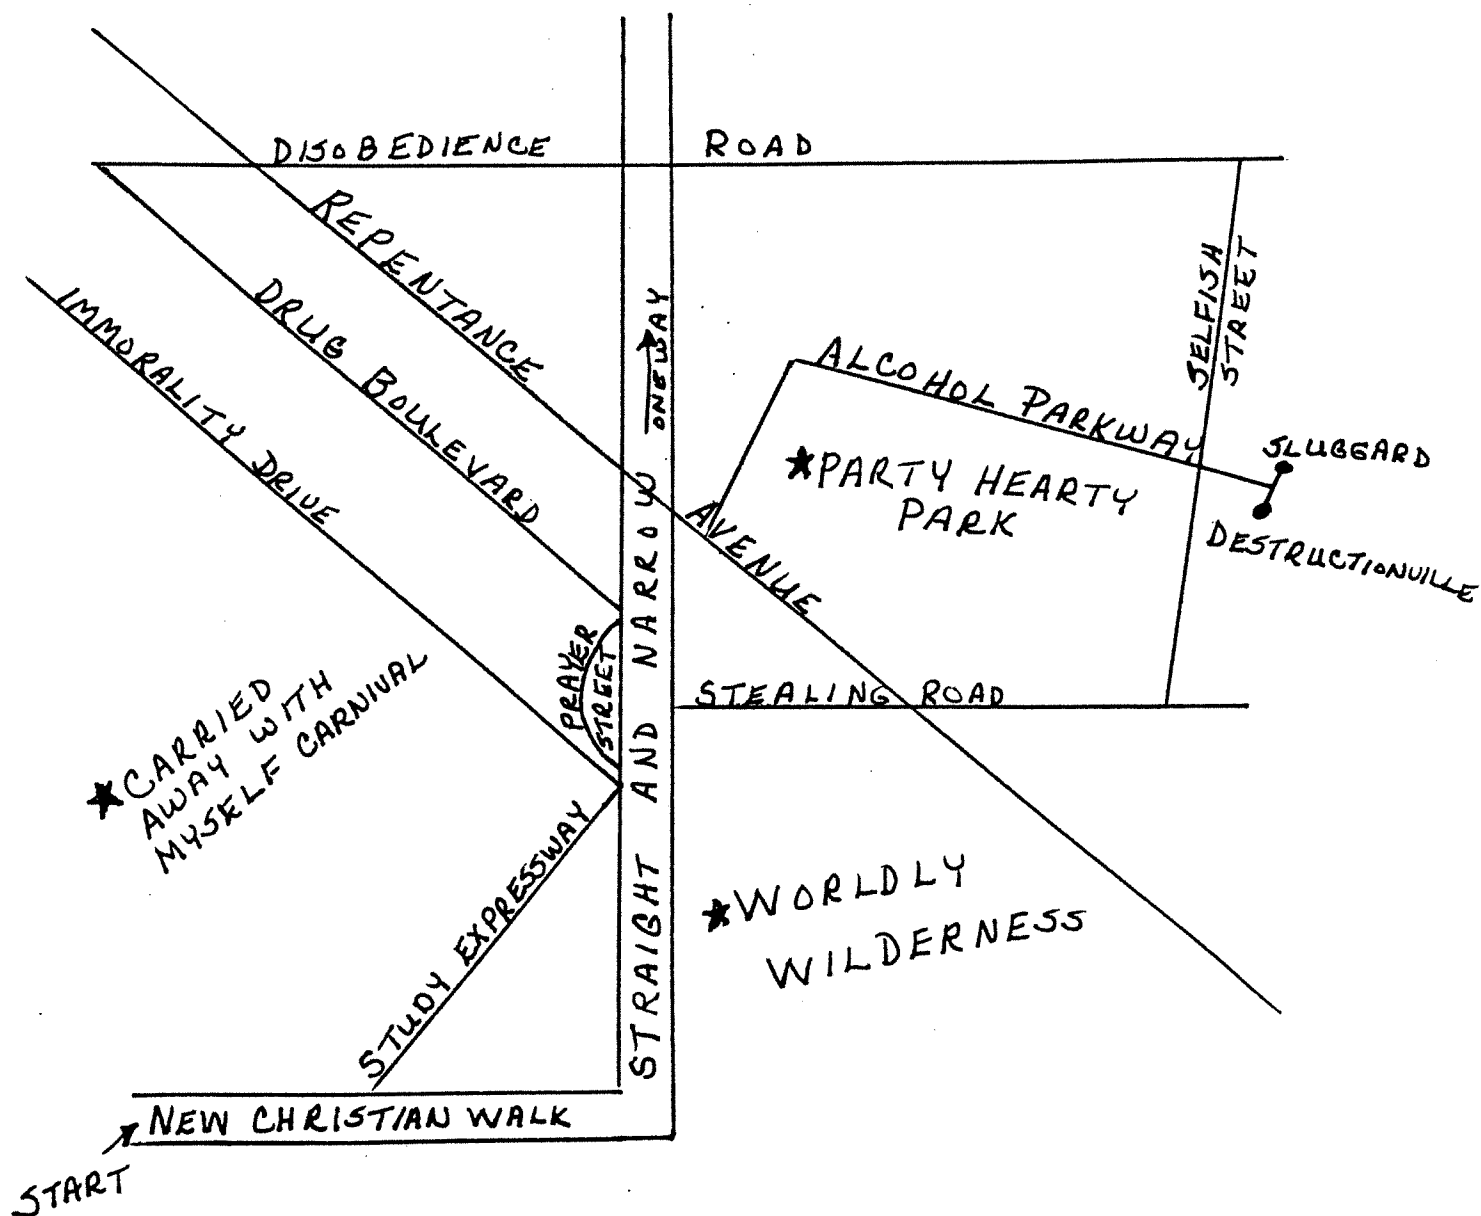 DISOBEDIENCE ROAD
REPENTANCE AVENUE
DRUG BOULEVARD
IMMORALITY DRIVE
ONE WAY
SELFISH
STREET
ALCOHOL PARKWAY
SLUGGARD
★PARTY HEARTY
PARK
DESTRUCTIONVILLE
PRAYER
STREET
STRAIGHT AND NARROW
STEALING ROAD
★CARRIED
AWAY WITH
MYSELF CARNIVAL
STUDY EXPRESSWAY
★WORLDLY
WILDERNESS
NEW CHRISTIAN WALK
START